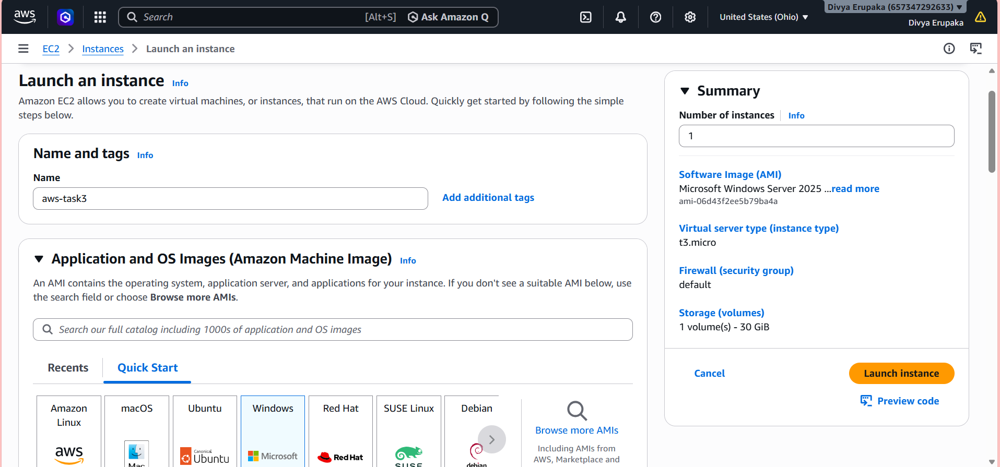 aws
Search [Alt+S] Ask Amazon Q
United States (Ohio) ▼
Divya Erupaka (657347292633) ▼
Divya Erupaka
EC2 > Instances > Launch an instance
Launch an instance Info
Amazon EC2 allows you to create virtual machines, or instances, that run on the AWS Cloud. Quickly get started by following the simple
steps below.
Name and tags Info
Name
aws-task3
Add additional tags
▼ Application and OS Images (Amazon Machine Image) Info
An AMI contains the operating system, application server, and applications for your instance. If you don't see a suitable AMI below, use
the search field or choose Browse more AMIs.
Search our full catalog including 1000s of application and OS images
Recents
Quick Start
Amazon
Linux
aws
macOS
Mac
Ubuntu
Canonical
Ubuntu
Windows
Microsoft
Red Hat
Red Hat
SUSE Linux
SUSE
Debian
debian
Browse more AMIs
Including AMIs from
AWS, Marketplace and
▼ Summary
Number of instances Info
1
Software Image (AMI)
Microsoft Windows Server 2025 ...read more
ami-06d43f2ee5b79ba4a
Virtual server type (instance type)
t3.micro
Firewall (security group)
default
Storage (volumes)
1 volume(s) - 30 GiB
Cancel
Launch instance
Preview code